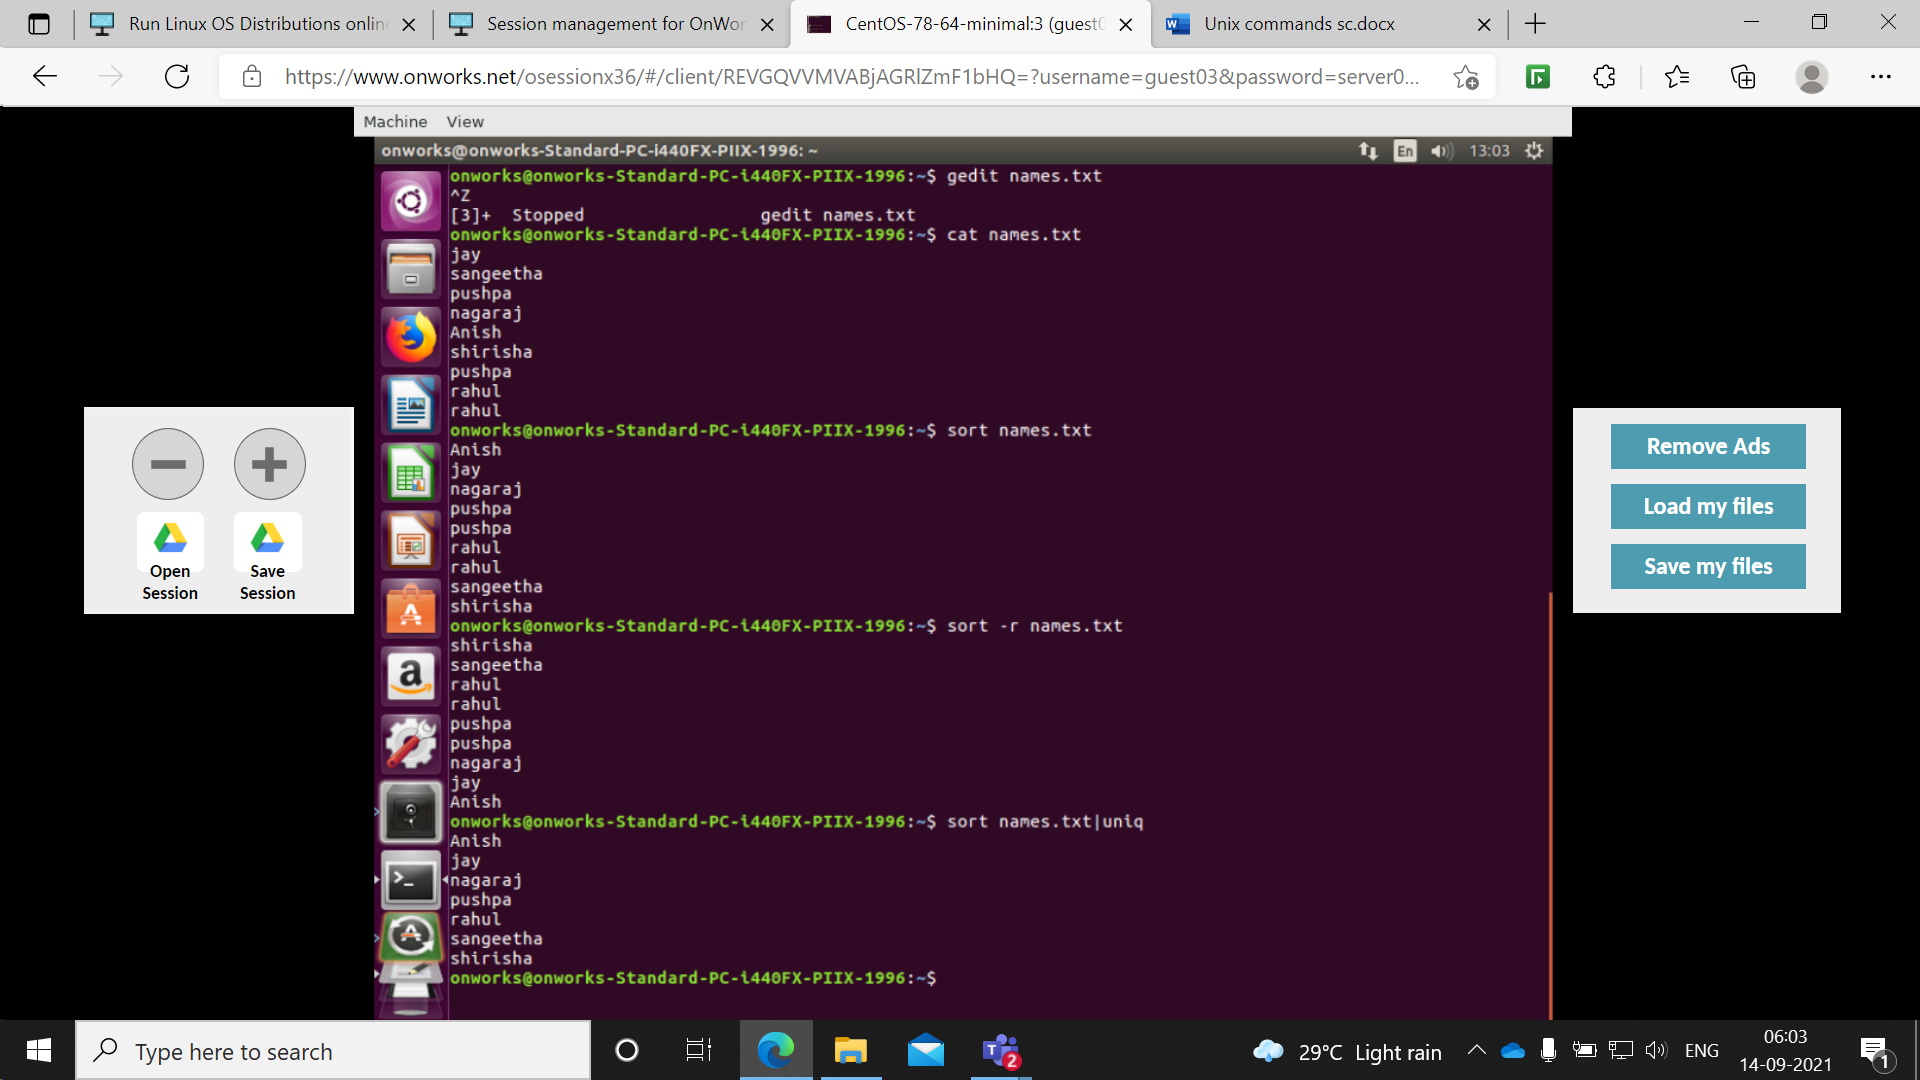 Run Linux OS Distributions online
Session management for OnWor
CentOS-78-64-minimal:3 (guest0
Unix commands sc.docx
https://www.onworks.net/osessionx36/#/client/REVGQVVMVABjAGRlZmF1bHQ=?username=guest03&password=server0...
Machine View
onworks@onworks-Standard-PC-i440FX-PIIX-1996: ~
En 13:03
onworks@onworks-Standard-PC-i440FX-PIIX-1996:~$ gedit names.txt
^Z
[3]+  Stopped                 gedit names.txt
onworks@onworks-Standard-PC-i440FX-PIIX-1996:~$ cat names.txt
jay
sangeetha
pushpa
nagaraj
Anish
shirisha
pushpa
rahul
rahul
onworks@onworks-Standard-PC-i440FX-PIIX-1996:~$ sort names.txt
Anish
jay
nagaraj
pushpa
pushpa
rahul
rahul
sangeetha
shirisha
onworks@onworks-Standard-PC-i440FX-PIIX-1996:~$ sort -r names.txt
shirisha
sangeetha
rahul
rahul
pushpa
pushpa
nagaraj
jay
Anish
onworks@onworks-Standard-PC-i440FX-PIIX-1996:~$ sort names.txt|uniq
Anish
jay
nagaraj
pushpa
rahul
sangeetha
shirisha
onworks@onworks-Standard-PC-i440FX-PIIX-1996:~$
Open
Session
Save
Session
Remove Ads
Load my files
Save my files
Type here to search
2
29°C Light rain
ENG
06:03
14-09-2021
1